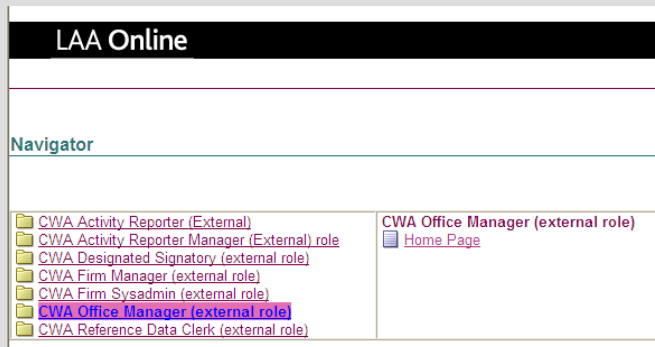 LAA Online
Navigator
CWA Activity Reporter (External)
CWA Activity Reporter Manager (External) role
CWA Designated Signatory (external role)
CWA Firm Manager (external role)
CWA Firm Sysadmin (external role)
CWA Office Manager (external role)
CWA Reference Data Clerk (external role)
CWA Office Manager (external role)
Home Page